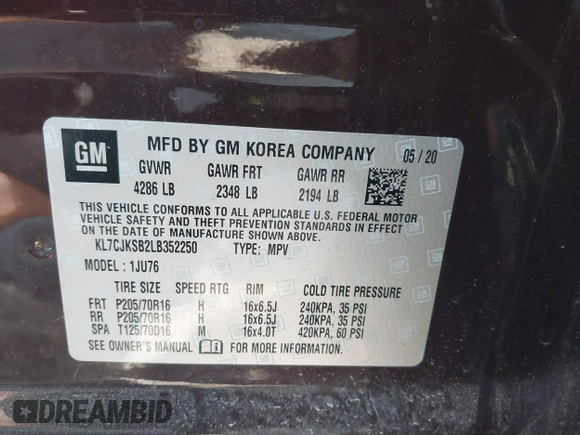 GM
MFD BY GM KOREA COMPANY 05 / 20
GVWR GAWR FRT GAWR RR
4286 LB 2348 LB 2194 LB
THIS VEHICLE CONFORMS TO ALL APPLICABLE U.S. FEDERAL MOTOR
VEHICLE SAFETY AND THEFT PREVENTION STANDARDS IN EFFECT
ON THE DATE OF MANUFACTURE SHOWN ABOVE.
KL7CJKSB2LB352250 TYPE: MPV
MODEL : 1JU76
TIRE SIZE SPEED RTG RIM COLD TIRE PRESSURE
FRT P205/70R16 H 16x6.5J 240KPA, 35 PSI
RR P205/70R16 H 16x6.5J 240KPA, 35 PSI
SPA T125/70D16 M 16x4.0T 420KPA, 60 PSI
SEE OWNER'S MANUAL FOR MORE INFORMATION.
DREAMBID